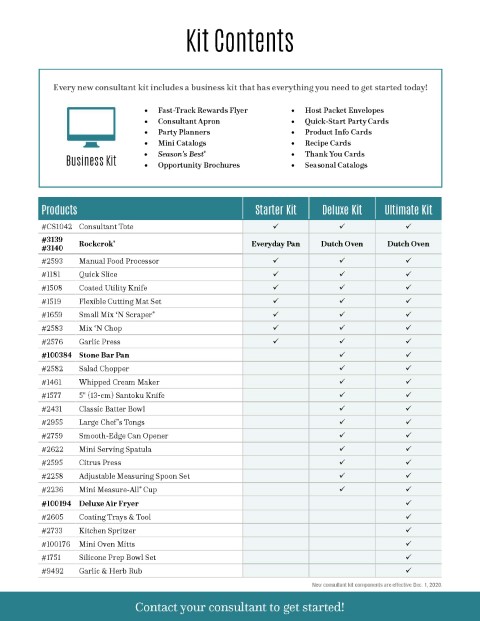 Kit Contents
Every new consultant kit includes a business kit that has everything you need to get started today!
Business Kit
• Fast-Track Rewards Flyer
• Consultant Apron
• Party Planners
• Mini Catalogs
• Season's Best®
• Opportunity Brochures
• Host Packet Envelopes
• Quick-Start Party Cards
• Product Info Cards
• Recipe Cards
• Thank You Cards
• Seasonal Catalogs
Products Starter Kit Deluxe Kit Ultimate Kit
#CS1042 Consultant Tote ✓ ✓ ✓
#3139
#3140 Rockcrok® Everyday Pan Dutch Oven Dutch Oven
#2593 Manual Food Processor ✓ ✓ ✓
#1181 Quick Slice ✓ ✓ ✓
#1508 Coated Utility Knife ✓ ✓ ✓
#1519 Flexible Cutting Mat Set ✓ ✓ ✓
#1659 Small Mix 'N Scraper® ✓ ✓ ✓
#2583 Mix 'N Chop ✓ ✓ ✓
#2576 Garlic Press ✓ ✓ ✓
#100384 Stone Bar Pan ✓ ✓
#2582 Salad Chopper ✓ ✓
#1461 Whipped Cream Maker ✓ ✓
#1577 5" (13-cm) Santoku Knife ✓ ✓
#2431 Classic Batter Bowl ✓ ✓
#2955 Large Chef's Tongs ✓ ✓
#2759 Smooth-Edge Can Opener ✓ ✓
#2622 Mini Serving Spatula ✓ ✓
#2595 Citrus Press ✓ ✓
#2258 Adjustable Measuring Spoon Set ✓ ✓
#2236 Mini Measure-All® Cup ✓ ✓
#100194 Deluxe Air Fryer ✓
#2605 Coating Trays & Tool ✓
#2733 Kitchen Spritzer ✓
#100176 Mini Oven Mitts ✓
#1751 Silicone Prep Bowl Set ✓
#9492 Garlic & Herb Rub ✓
New consultant kit components are effective Dec. 1, 2020
Contact your consultant to get started!